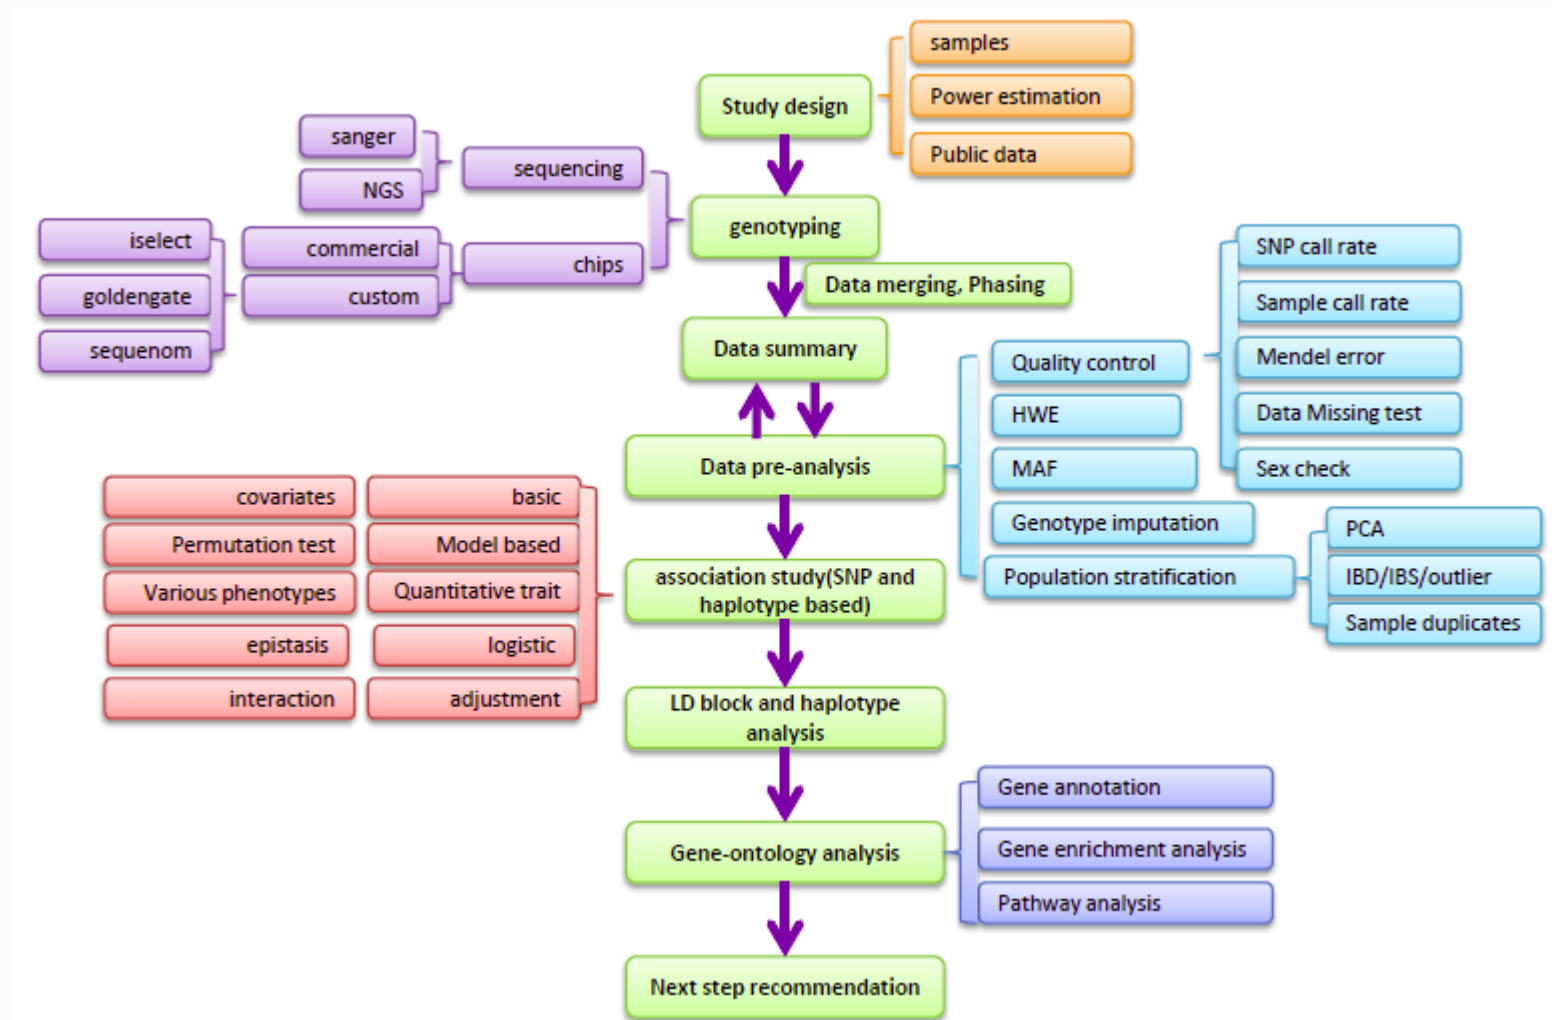 samples
Study design
Power estimation
Public data
sanger
NGS
sequencing
genotyping
iselect
goldengate
sequenom
commercial
custom
chips
Data merging, Phasing
Data summary
SNP call rate
Sample call rate
Mendel error
Data Missing test
Sex check
Quality control
HWE
MAF
Genotype imputation
Population stratification
PCA
IBD/IBS/outlier
Sample duplicates
Data pre-analysis
covariates
basic
Permutation test
Model based
Various phenotypes
Quantitative trait
epistasis
logistic
interaction
adjustment
association study(SNP and
haplotype based)
LD block and haplotype
analysis
Gene-ontology analysis
Gene annotation
Gene enrichment analysis
Pathway analysis
Next step recommendation